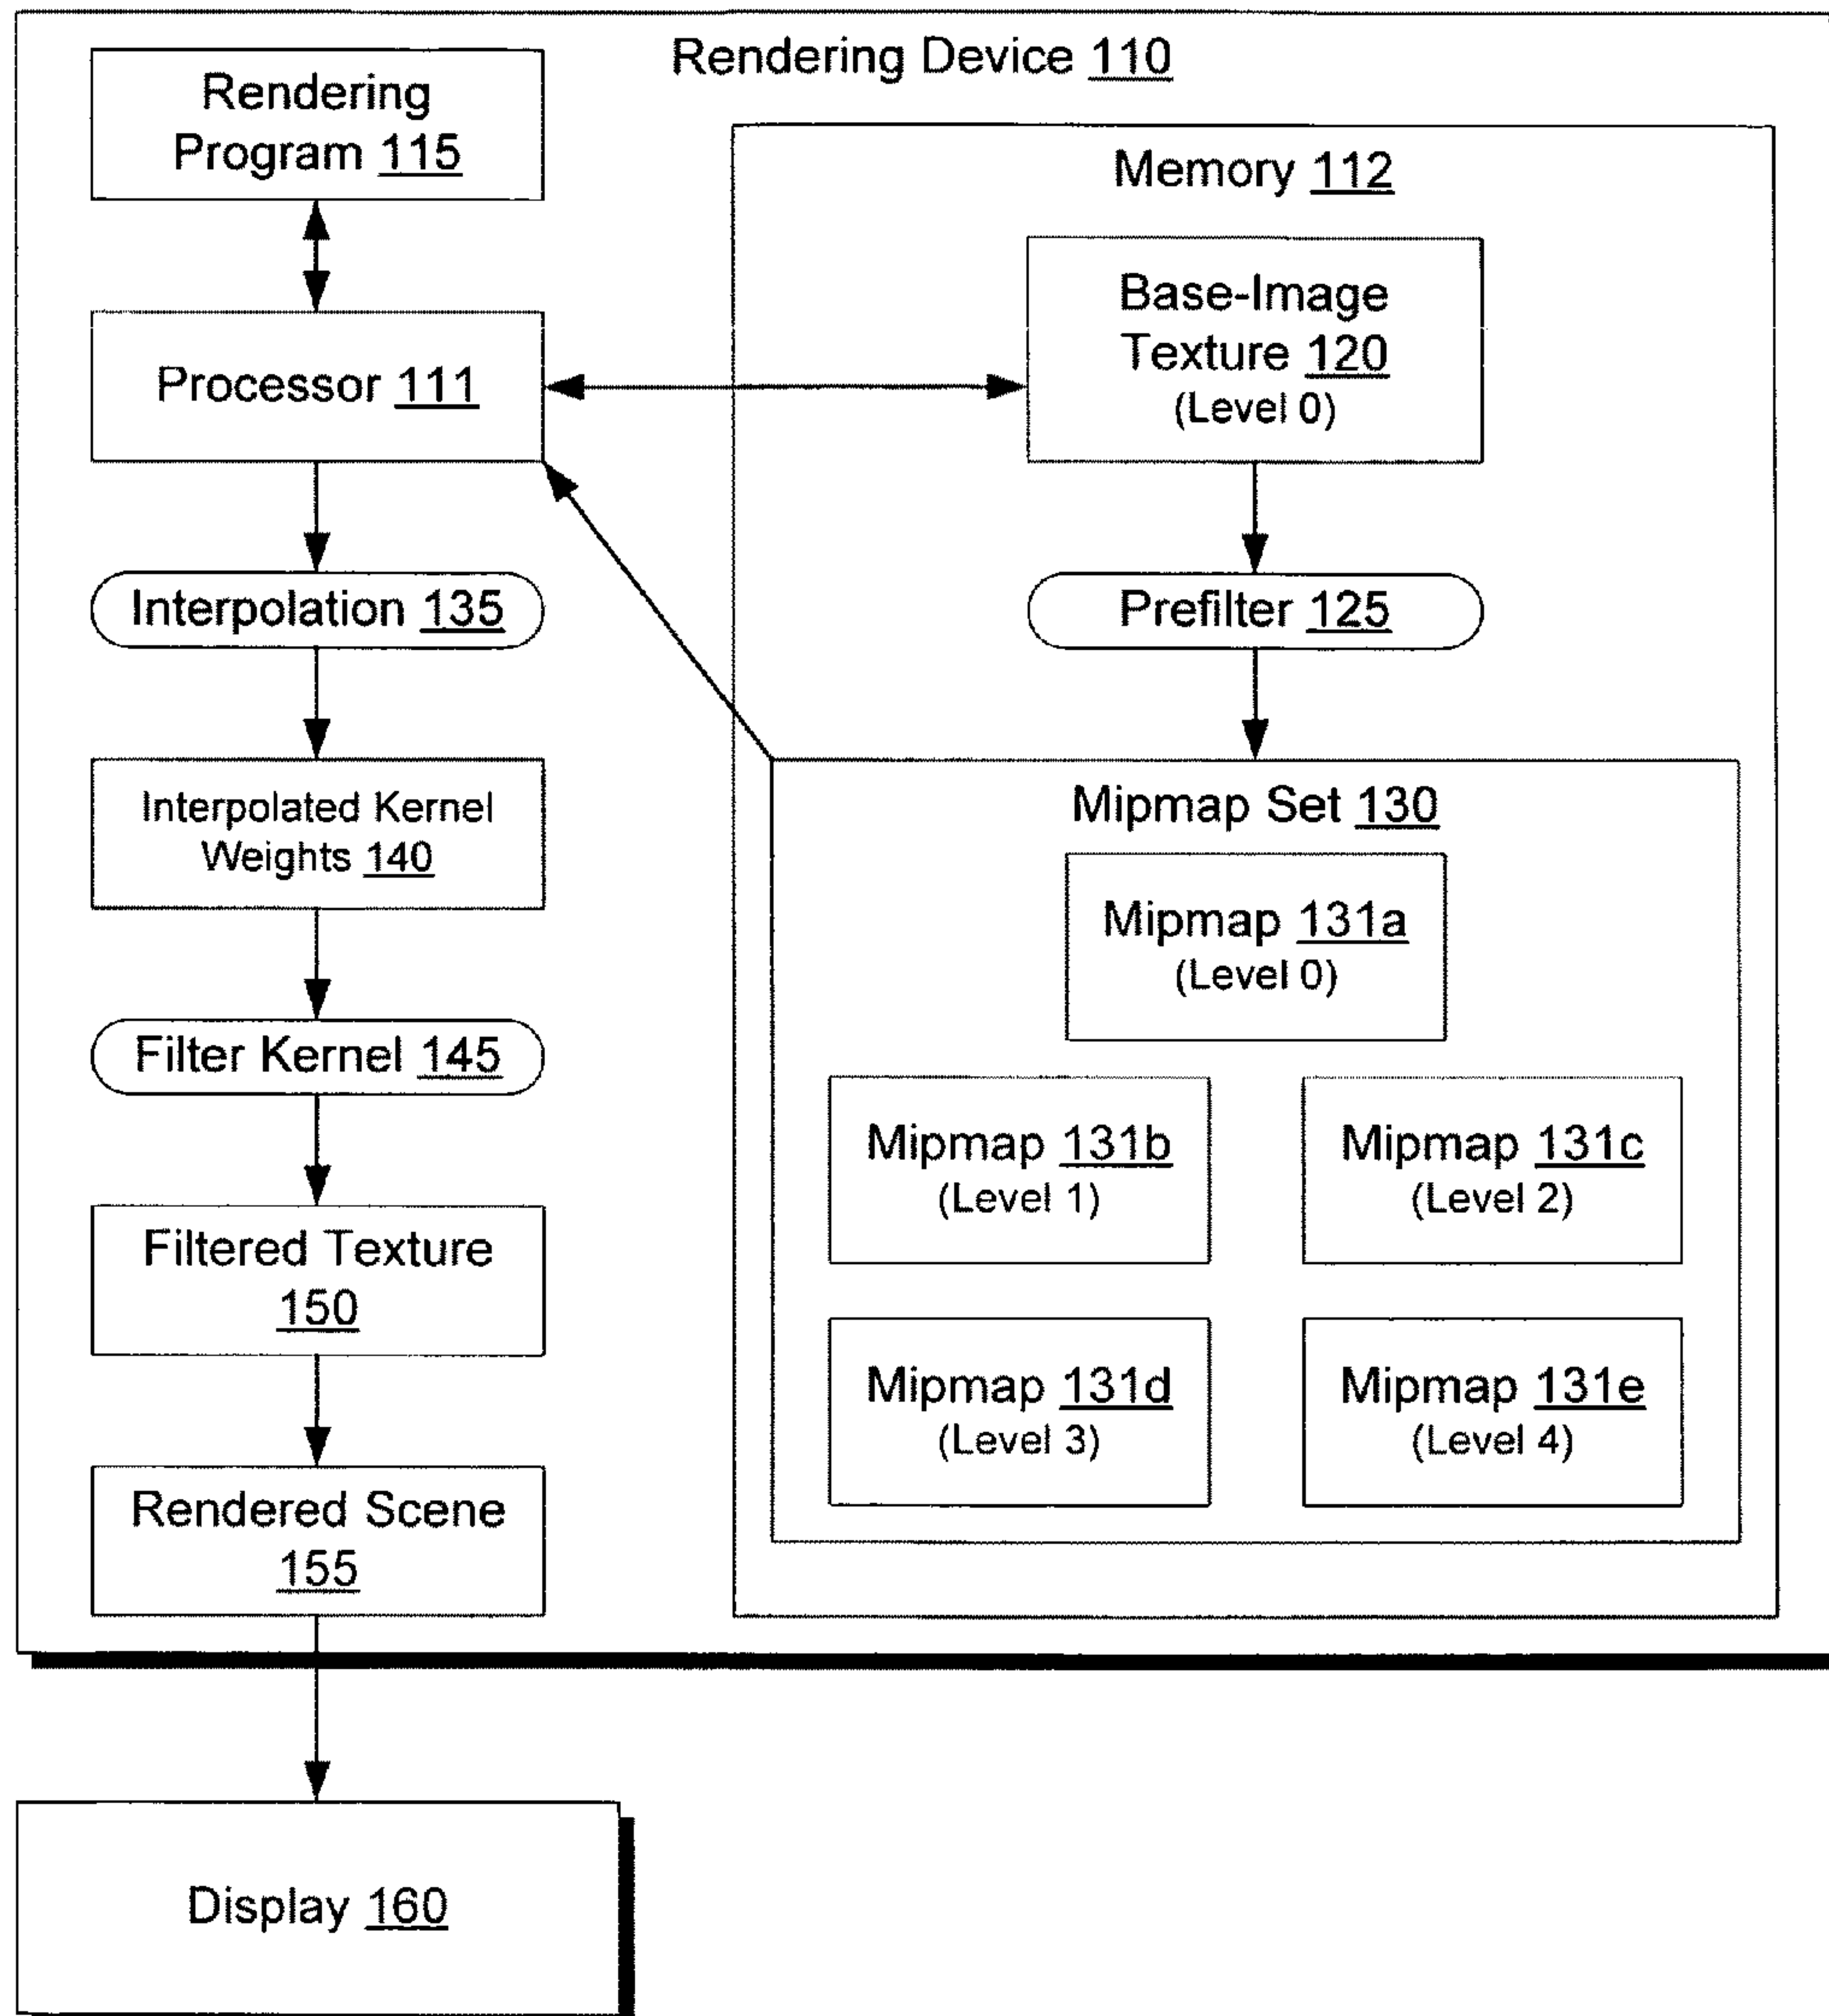 Rendering Device 110
Rendering
Program 115
Processor 111
Interpolation 135
Interpolated Kernel
Weights 140
Filter Kernel 145
Filtered Texture
150
Rendered Scene
155
Memory 112
Base-Image
Texture 120
(Level 0)
Prefilter 125
Mipmap Set 130
Mipmap 131a
(Level 0)
Mipmap 131b
(Level 1)
Mipmap 131c
(Level 2)
Mipmap 131d
(Level 3)
Mipmap 131e
(Level 4)
Display 160